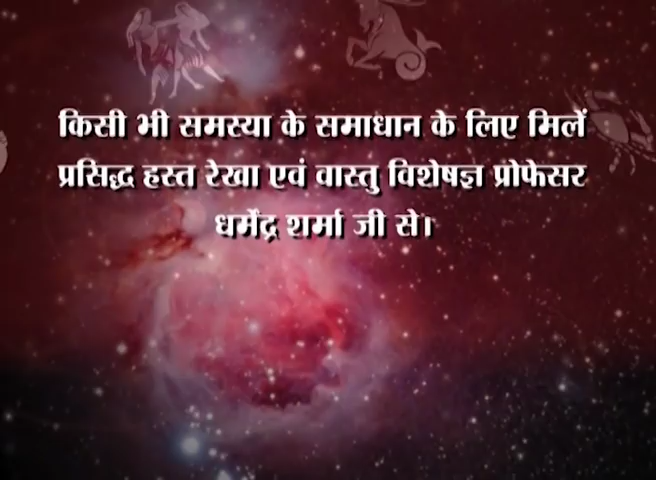 किसी भी समस्या के समाधान के लिए मिलें
प्रसिद्ध हस्त रेखा एवं वास्तु विशेषज्ञ प्रोफेसर
धर्मेंद्र शर्मा जी से।